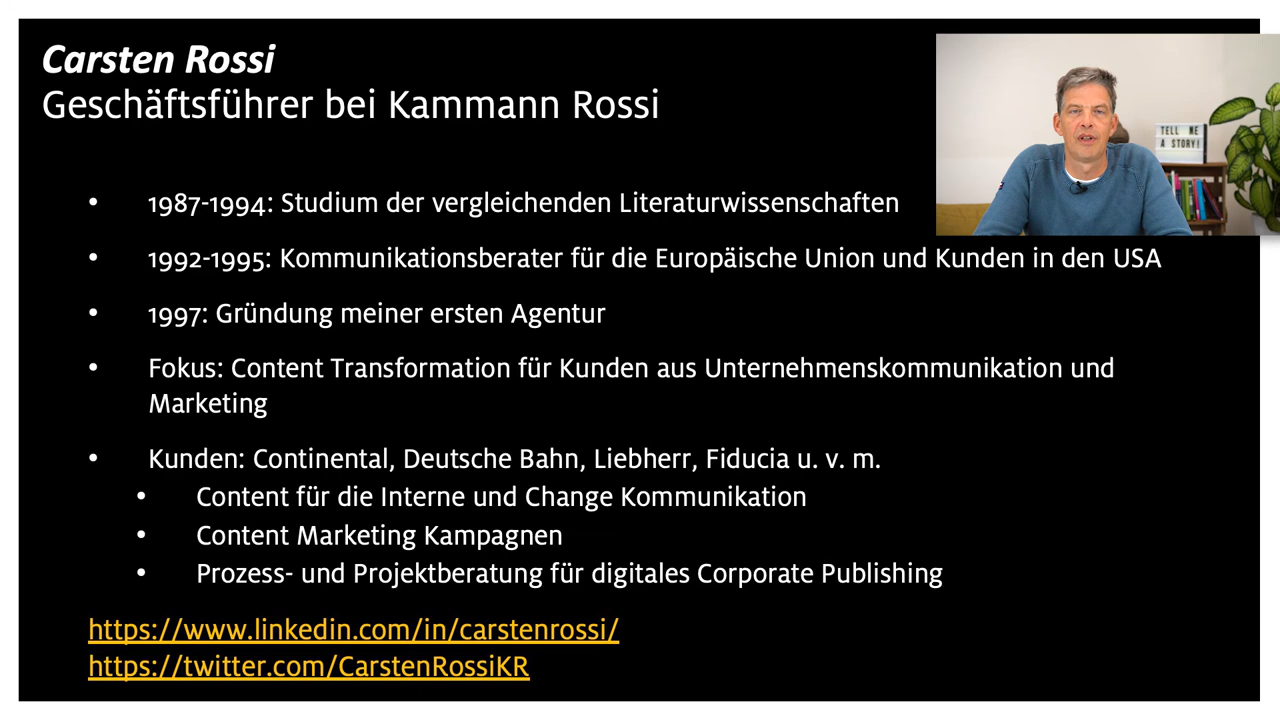 Carsten Rossi
Geschäftsführer bei Kammann Rossi
TELL ME
A STORY!
• 1987-1994: Studium der vergleichenden Literaturwissenschaften
• 1992-1995: Kommunikationsberater für die Europäische Union und Kunden in den USA
• 1997: Gründung meiner ersten Agentur
• Fokus: Content Transformation für Kunden aus Unternehmenskommunikation und
Marketing
• Kunden: Continental, Deutsche Bahn, Liebherr, Fiducia u. v. m.
• Content für die Interne und Change Kommunikation
• Content Marketing Kampagnen
• Prozess- und Projektberatung für digitales Corporate Publishing
https://www.linkedin.com/in/carstenrossi/
https://twitter.com/CarstenRossiKR